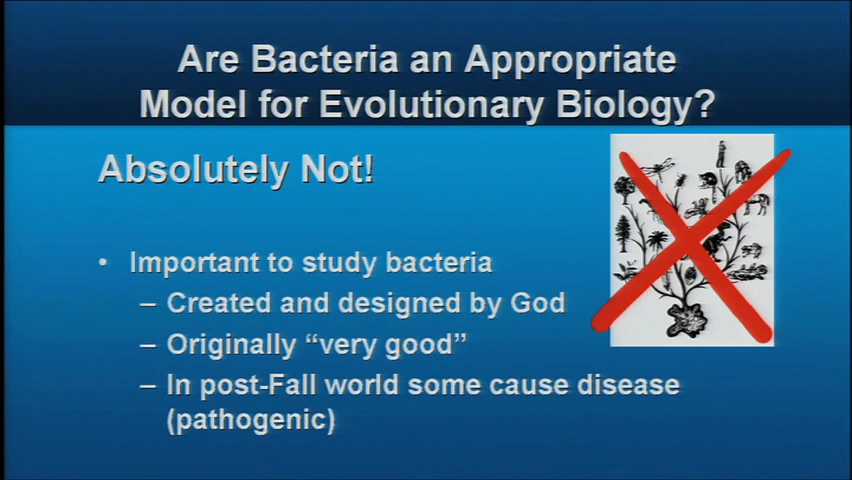 Are Bacteria an Appropriate
Model for Evolutionary Biology?
Absolutely Not!
• Important to study bacteria
– Created and designed by God
– Originally “very good”
– In post-Fall world some cause disease
(pathogenic)